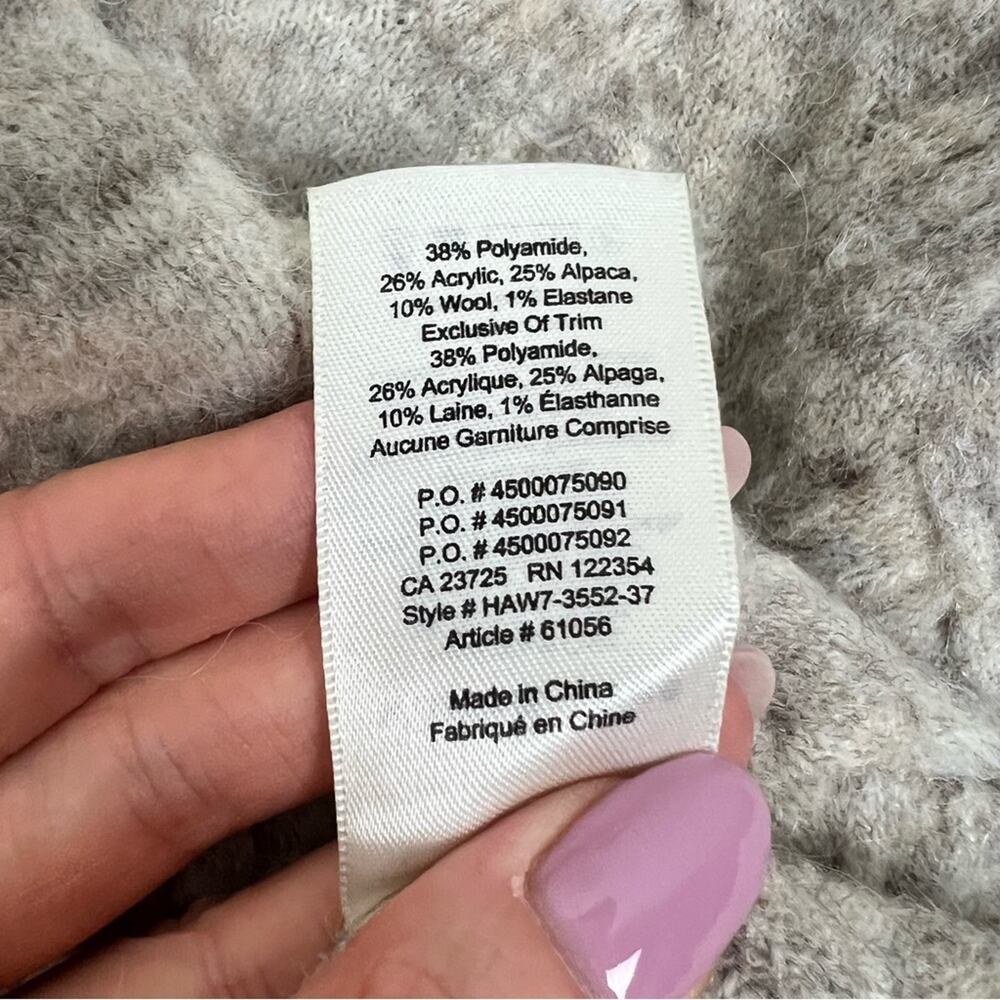 38% Polyamide,
26% Acrylic, 25% Alpaca,
10% Wool, 1% Elastane
Exclusive Of Trim
38% Polyamide,
26% Acrylique, 25% Alpaga,
10% Laine, 1% Élasthanne
Aucune Garniture Comprise
P.O. # 4500075090
P.O. # 4500075091
P.O. # 4500075092
CA 23725 RN 122354
Style # HAW7-3552-37
Article # 61056
Made in China
Fabriqué en Chine